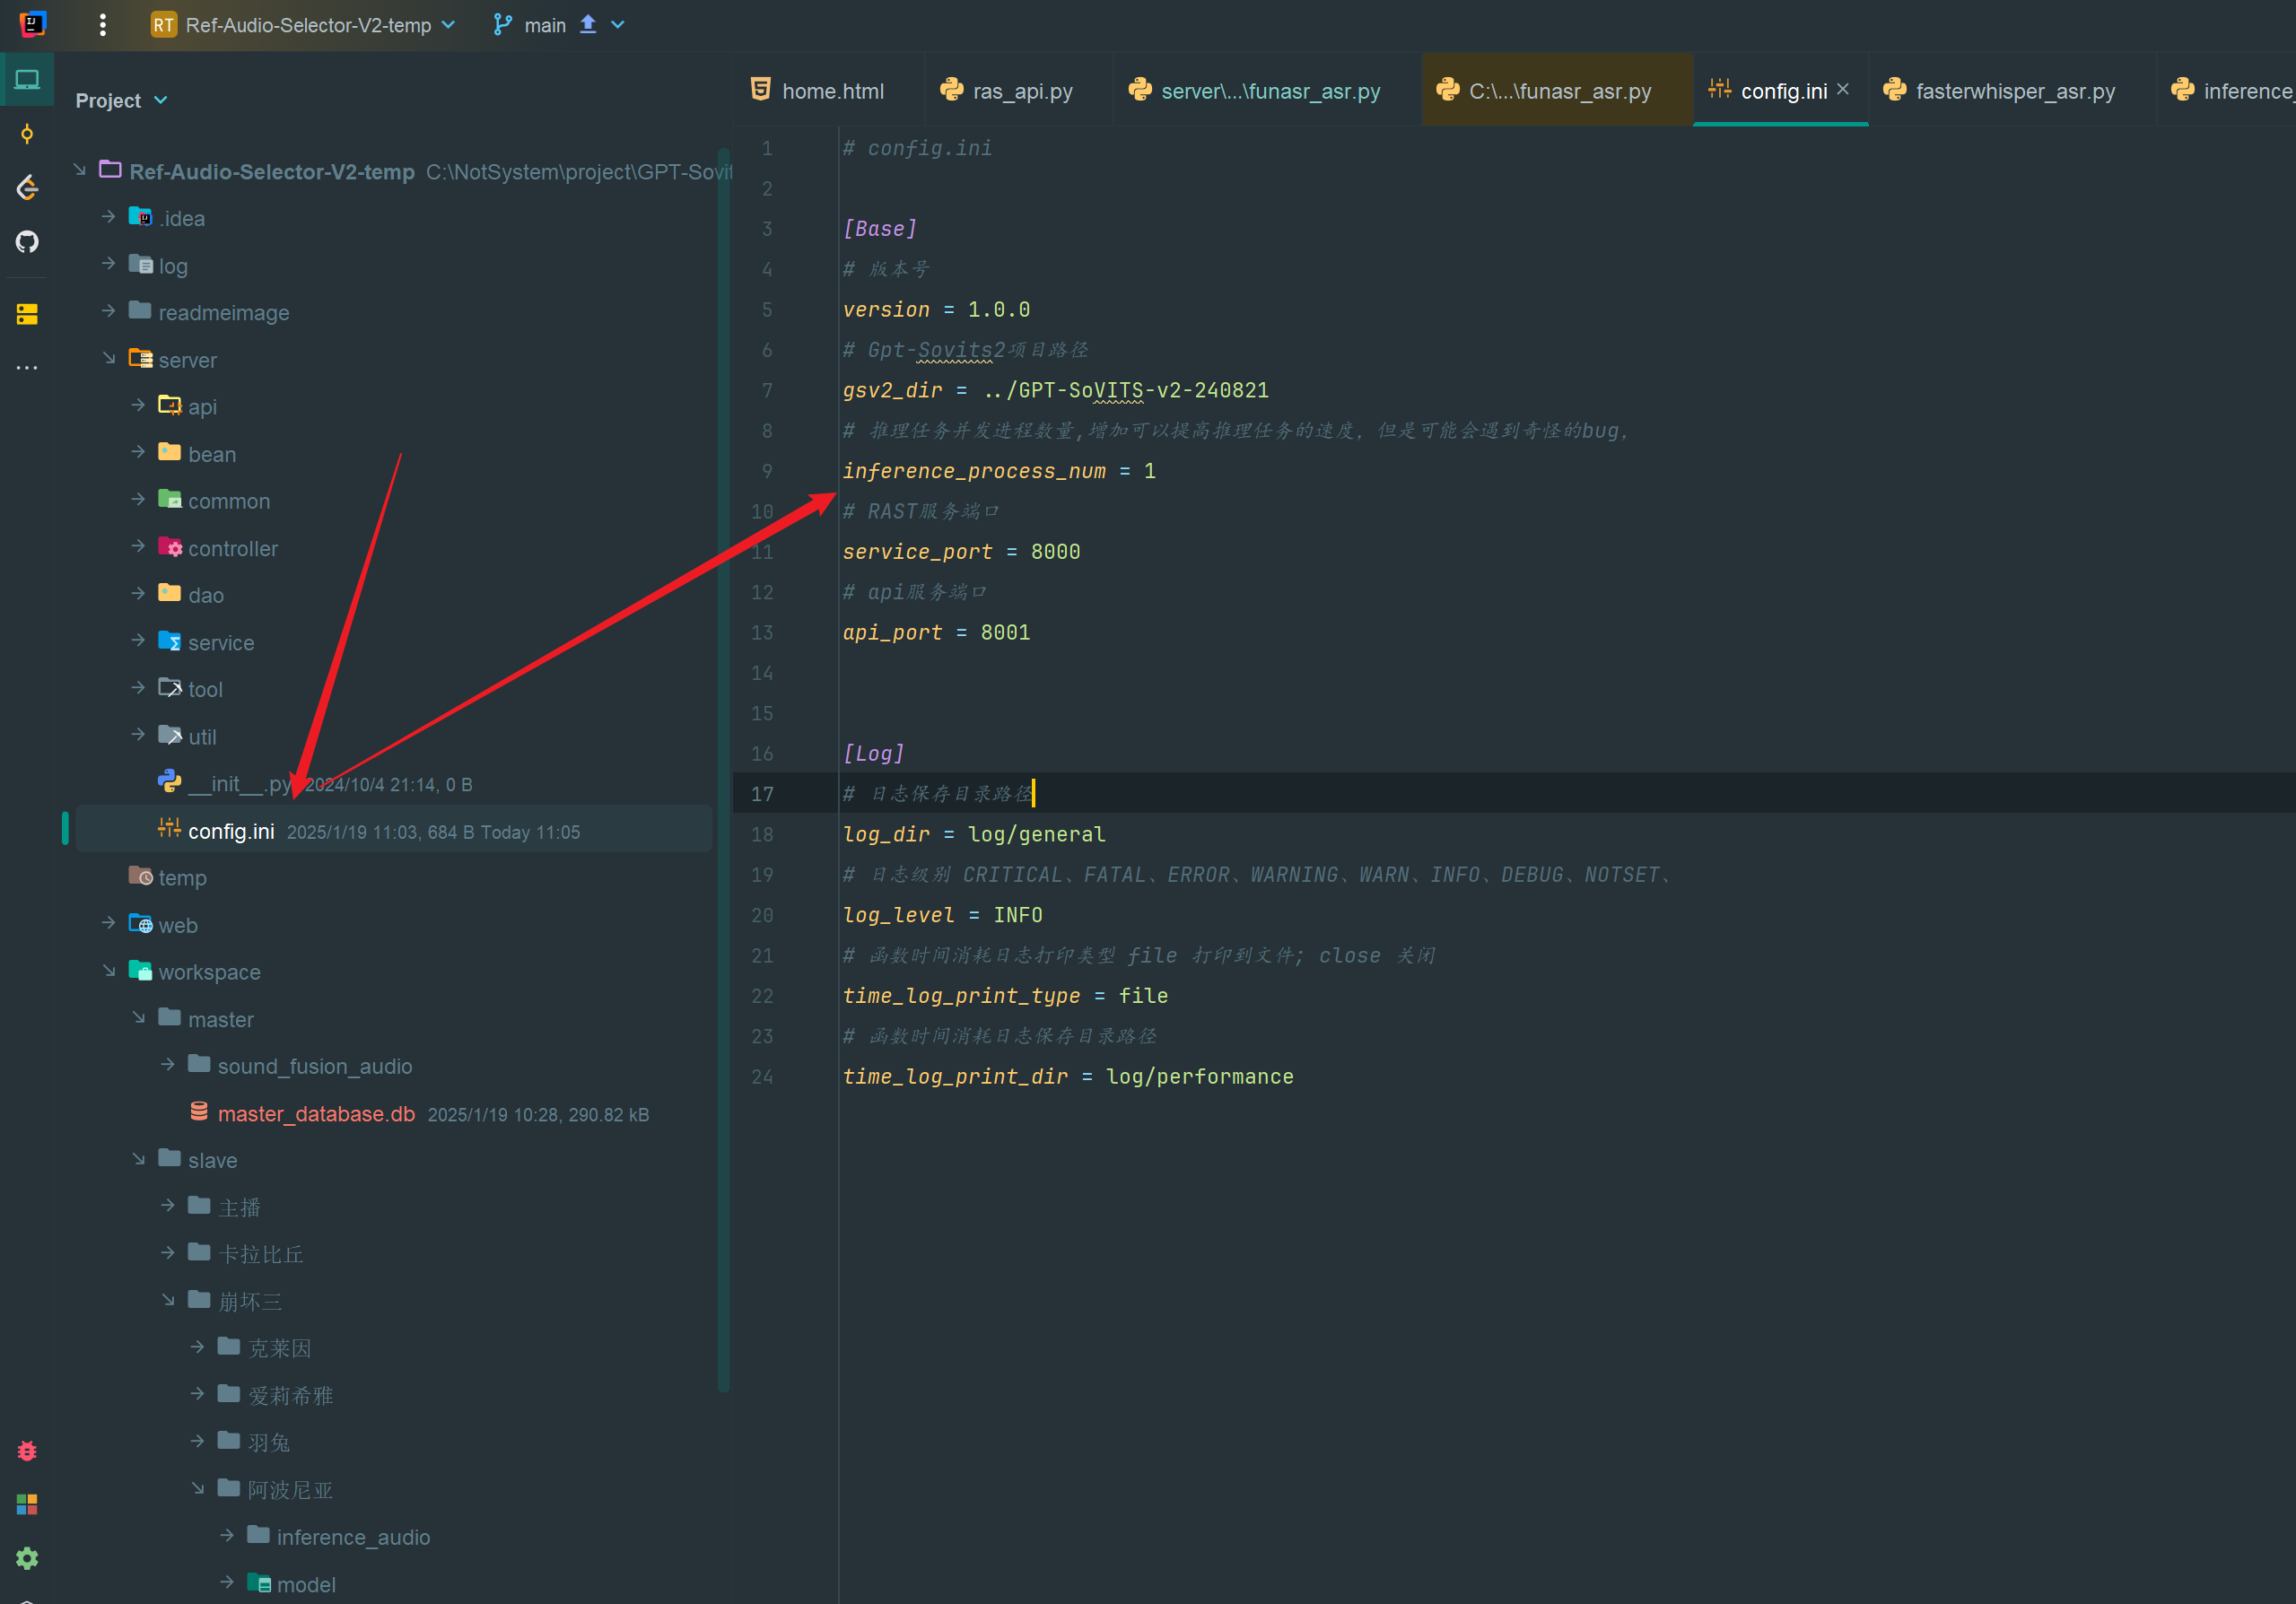 RT Ref-Audio-Selector-V2-temp main
Project
home.html ras_api.py server\...\funasr_asr.py C:\...\funasr_asr.py config.ini fasterwhisper_asr.py inference_
Ref-Audio-Selector-V2-temp C:\NotSystem\project\GPT-Sovit
.idea
log
readmeimage
server
api
bean
common
controller
dao
service
tool
util
__init__.py 2024/10/4 21:14, 0 B
config.ini 2025/1/19 11:03, 684 B Today 11:05
temp
web
workspace
master
sound_fusion_audio
master_database.db 2025/1/19 10:28, 290.82 kB
slave
主播
卡拉比丘
崩坏三
克莱因
爱莉希雅
羽兔
阿波尼亚
inference_audio
model
1 # config.ini
2
3 [Base]
4 # 版本号
5 version = 1.0.0
6 # Gpt-Sovits2项目路径
7 gsv2_dir = ../GPT-SoVITS-v2-240821
8 # 推理任务并发进程数量,增加可以提高推理任务的速度, 但是可能会遇到奇怪的bug,
9 inference_process_num = 1
10 # RAST服务端口
11 service_port = 8000
12 # api服务端口
13 api_port = 8001
14
15
16 [Log]
17 # 日志保存目录路径
18 log_dir = log/general
19 # 日志级别 CRITICAL、FATAL、ERROR、WARNING、WARN、INFO、DEBUG、NOTSET、
20 log_level = INFO
21 # 函数时间消耗日志打印类型 file 打印到文件; close 关闭
22 time_log_print_type = file
23 # 函数时间消耗日志保存目录路径
24 time_log_print_dir = log/performance